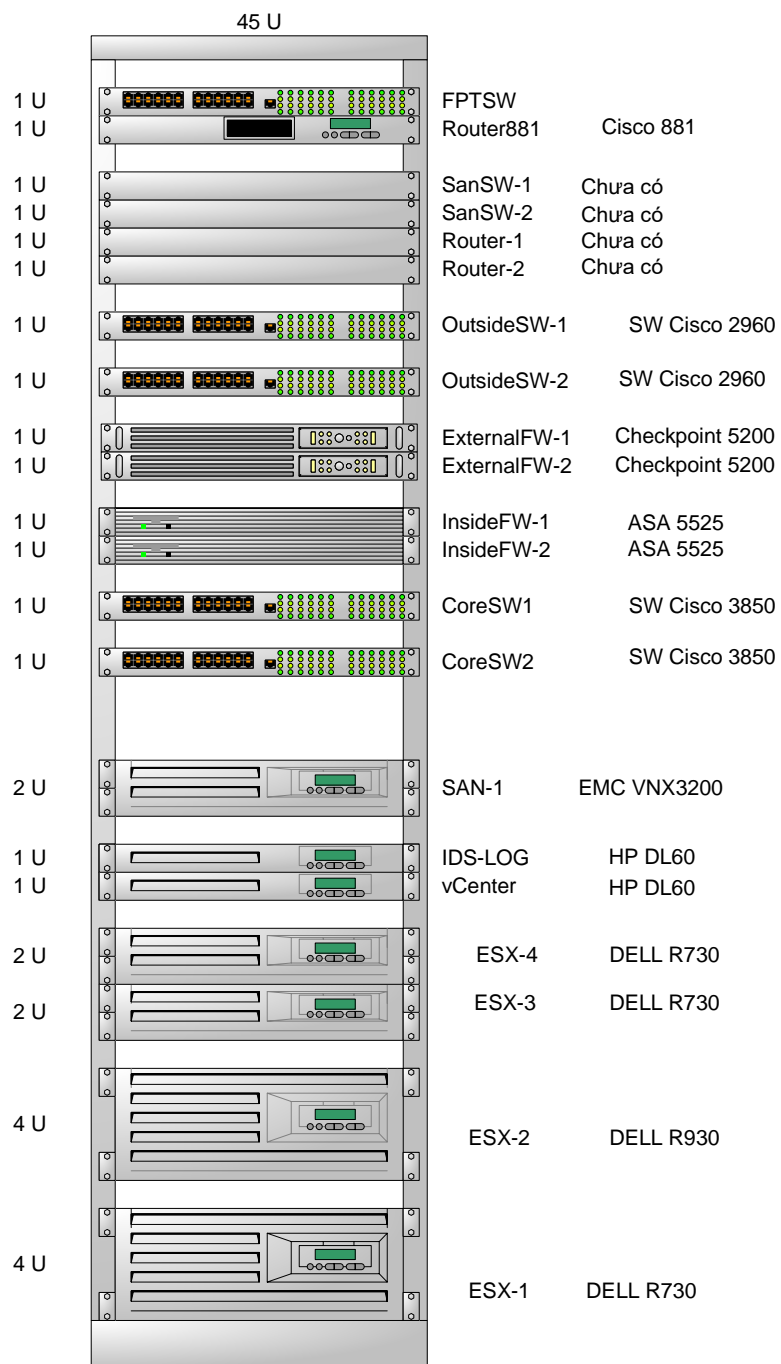 45 U
1 U FPTSW
1 U Router881 Cisco 881
1 U SanSW-1 Chưa có
1 U SanSW-2 Chưa có
1 U Router-1 Chưa có
1 U Router-2 Chưa có
1 U OutsideSW-1 SW Cisco 2960
1 U OutsideSW-2 SW Cisco 2960
1 U ExternalFW-1 Checkpoint 5200
1 U ExternalFW-2 Checkpoint 5200
1 U InsideFW-1 ASA 5525
1 U InsideFW-2 ASA 5525
1 U CoreSW1 SW Cisco 3850
1 U CoreSW2 SW Cisco 3850
2 U SAN-1 EMC VNX3200
1 U IDS-LOG HP DL60
1 U vCenter HP DL60
2 U ESX-4 DELL R730
2 U ESX-3 DELL R730
4 U ESX-2 DELL R930
4 U ESX-1 DELL R730